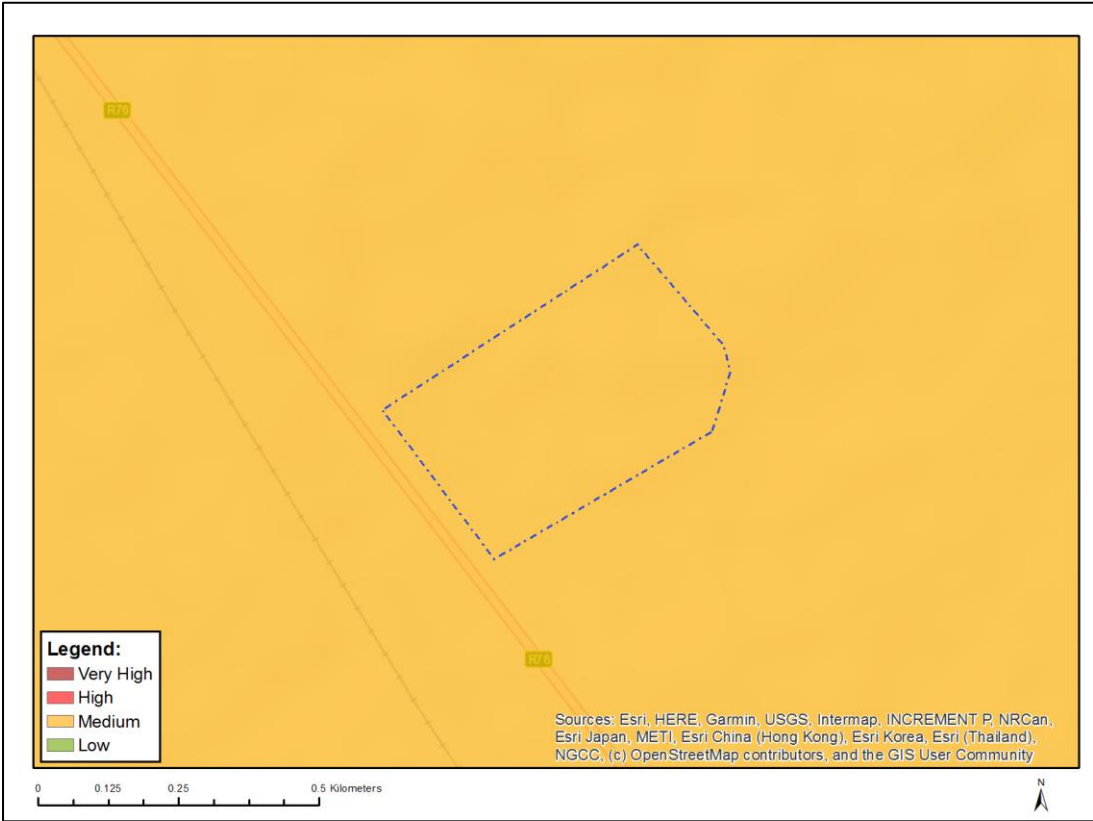 R76
R76
Legend:
Very High
High
Medium
Low
Sources: Esri, HERE, Garmin, USGS, Intermap, INCREMENT P, NRCan,
Esri Japan, METI, Esri China (Hong Kong), Esri Korea, Esri (Thailand),
NGCC, (c) OpenStreetMap contributors, and the GIS User Community
0 0.125 0.25 0.5 Kilometers
N